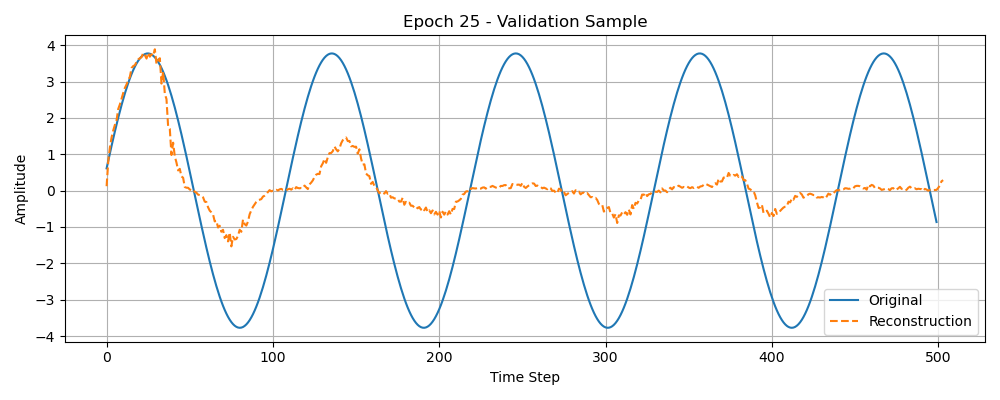 Epoch 25 - Validation Sample
Amplitude
4
3
2
1
0
−1
−2
−3
−4
0 100 200 300 400 500
Time Step
Original
Reconstruction